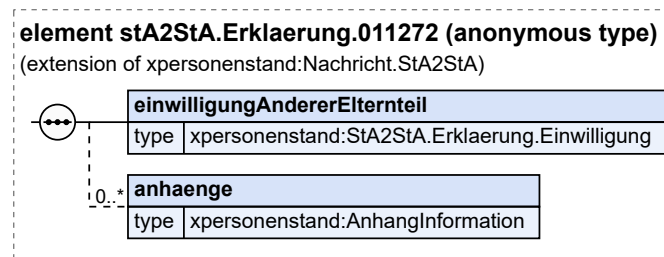 element stA2StA.Erklaerung.011272 (anonymous type)
(extension of xpersonenstand:Nachricht.StA2StA)
einwilligungAndererElternteil
type xpersonenstand:StA2StA.Erklaerung.Einwilligung
0..* anhaenge
type xpersonenstand:AnhangInformation